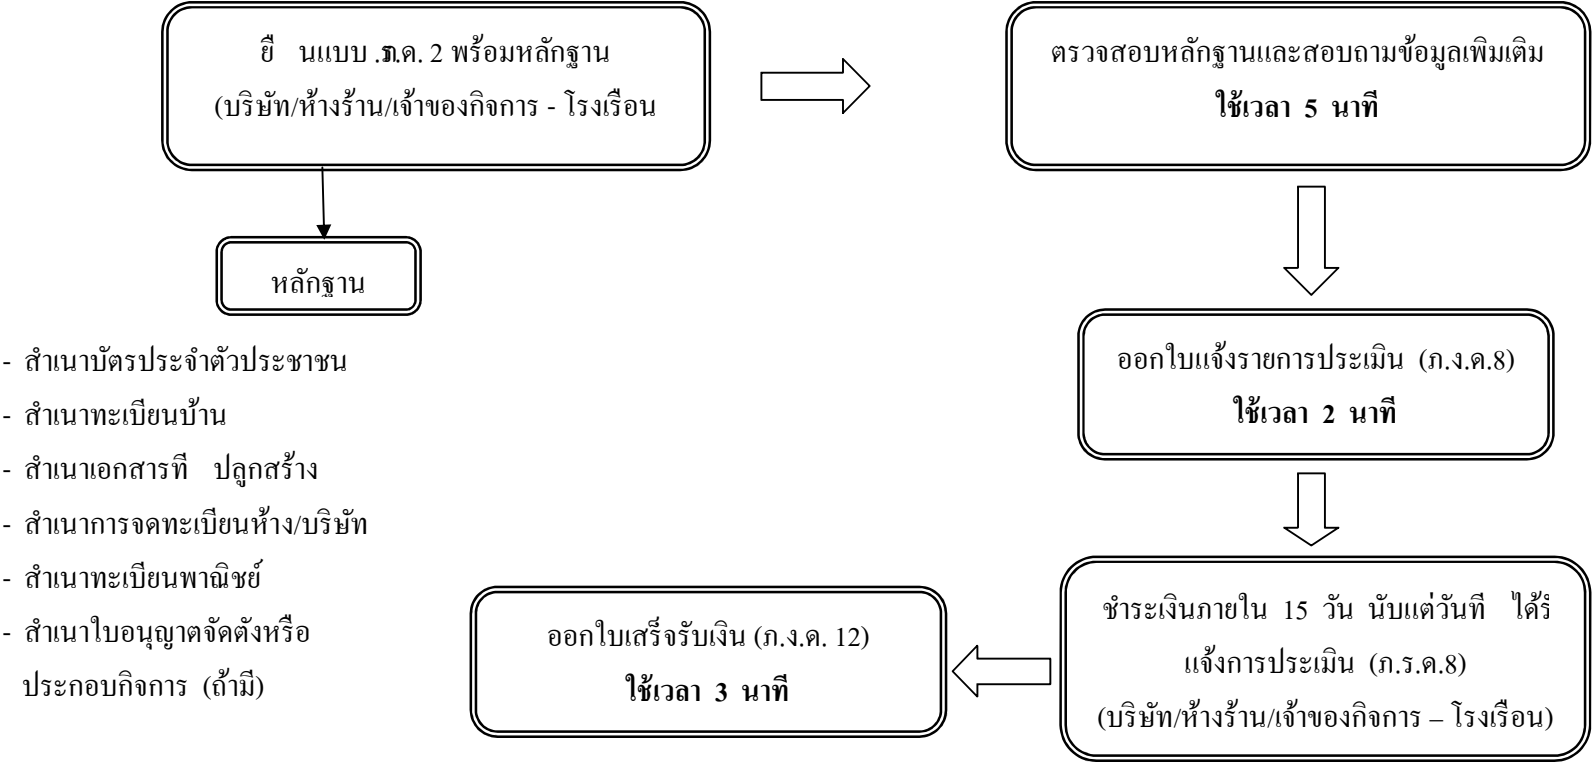 ยื นแบบ ภ.ร.ด. 2 พร้อมหลักฐาน
(บริษัท/ห้างร้าน/เจ้าของกิจการ - โรงเรือน
หลักฐาน
- สำเนาบัตรประจำตัวประชาชน
- สำเนาทะเบียนบ้าน
- สำเนาเอกสารที ปลูกสร้าง
- สำเนาการจดทะเบียนห้าง/บริษัท
- สำเนาทะเบียนพาณิชย์
- สำเนาใบอนุญาตจัดตังหรือ
ประกอบกิจการ (ถ้ามี)
ตรวจสอบหลักฐานและสอบถามข้อมูลเพิมเติม
ใช้เวลา 5 นาที
ออกใบแจ้งรายการประเมิน (ภ.ง.ด.8)
ใช้เวลา 2 นาที
ชำระเงินภายใน 15 วัน นับแต่วันที ได้รั
แจ้งการประเมิน (ภ.ร.ด.8)
(บริษัท/ห้างร้าน/เจ้าของกิจการ – โรงเรือน)
ออกใบเสร็จรับเงิน (ภ.ง.ด. 12)
ใช้เวลา 3 นาที